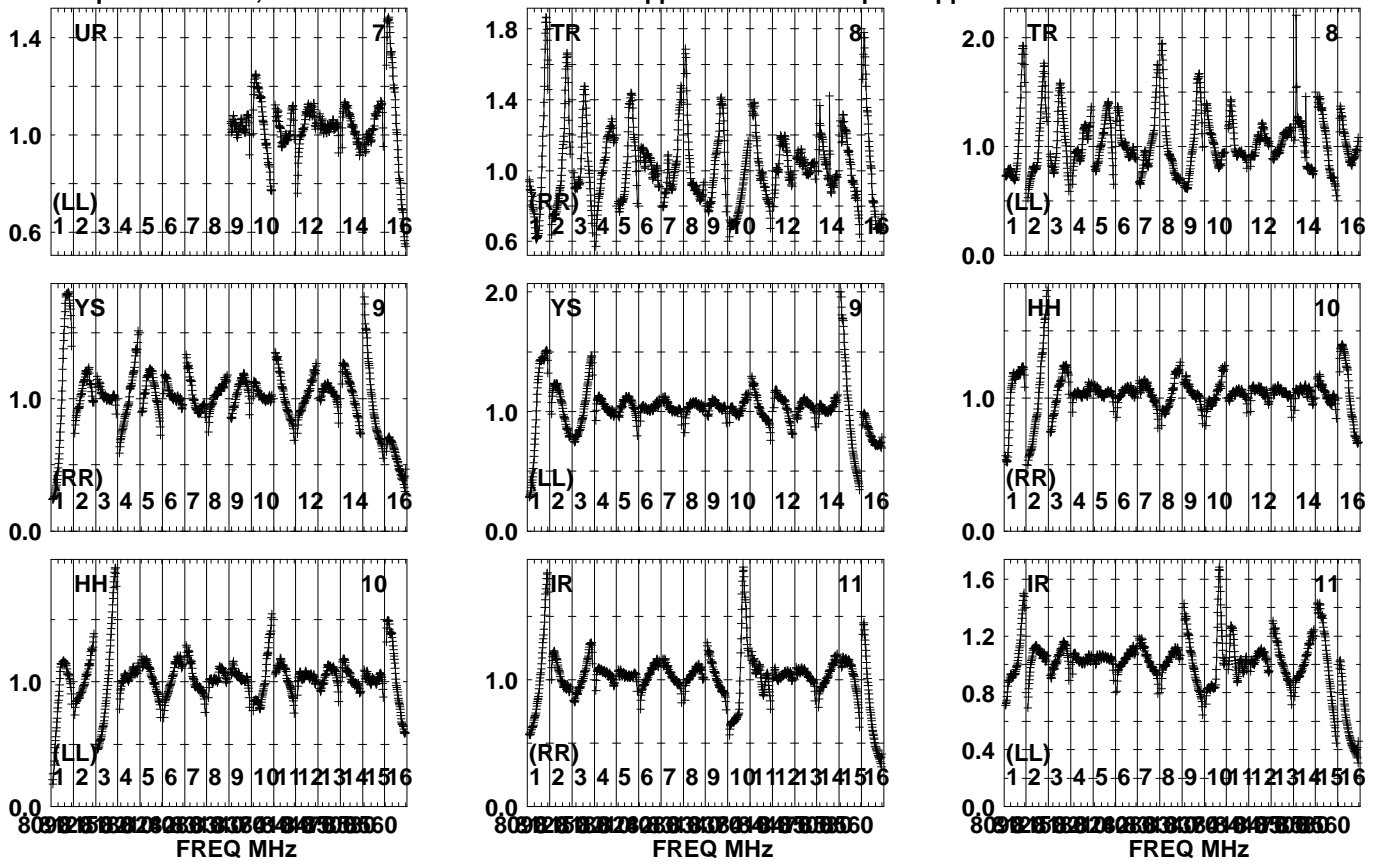 UR 7
1.4
1.0
0.6
(LL)
1 2 3 4 5 6 7 8 9 10 12 14 16
TR 8
1.8
1.4
1.0
0.6
(RR)
1 2 3 4 5 6 7 8 9 10 12 14 16
TR 8
2.0
1.0
0.0
(LL)
1 2 3 4 5 6 7 8 9 10 12 14 16
YS 9
1.0
0.0
(RR)
1 2 3 4 5 6 7 8 9 10 12 14 16
YS 9
2.0
1.0
0.0
(LL)
1 2 3 4 5 6 7 8 9 10 12 14 16
HH 10
1.0
0.0
(RR)
1 2 3 4 5 6 7 8 9 10 12 14 16
HH 10
1.0
0.0
(LL)
1 2 3 4 5 6 7 8 9 10 11 12 13 14 15 16
FREQ MHz
IR 11
1.0
0.0
(RR)
1 2 3 4 5 6 7 8 9 10 11 12 13 14 15 16
FREQ MHz
IR 11
1.6
1.2
0.8
0.4
0.0
(LL)
1 2 3 4 5 6 7 8 9 10 11 12 13 14 15 16
FREQ MHz